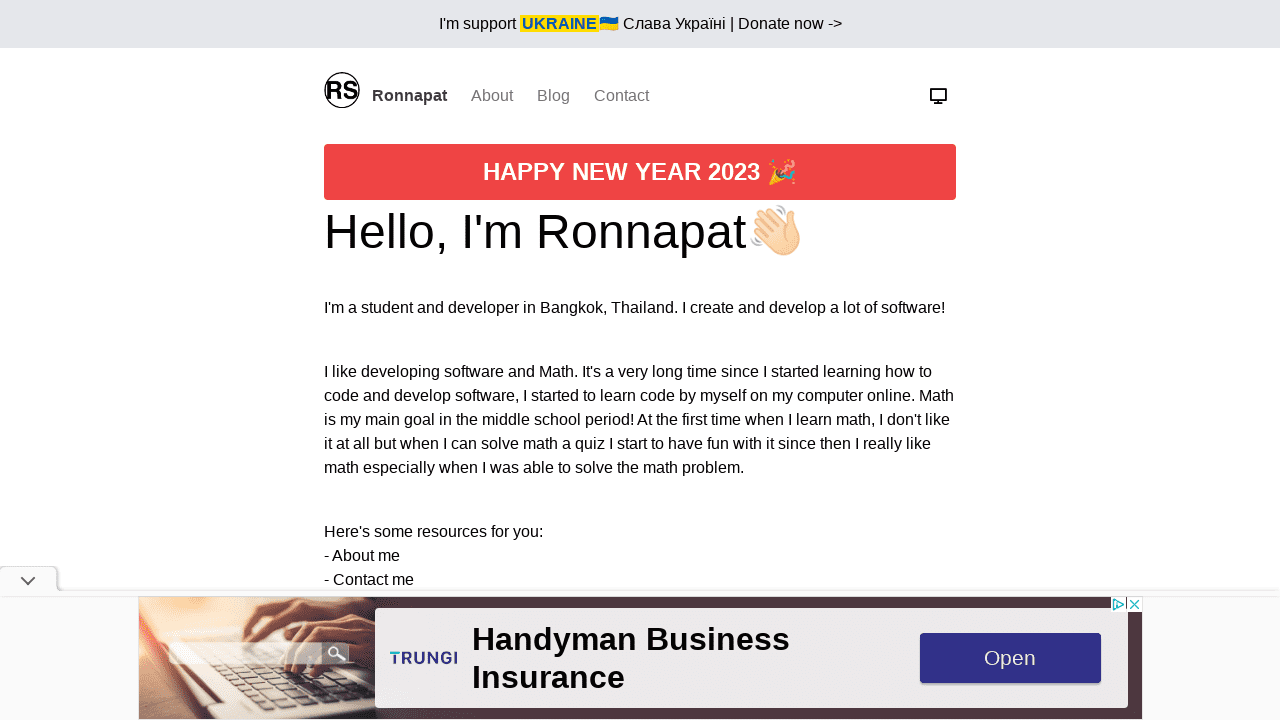 I'm support UKRAINE🇺🇦 Слава Україні | Donate now ->
RS Ronnapat About Blog Contact
HAPPY NEW YEAR 2023 🎉
Hello, I'm Ronnapat👋🏻
I'm a student and developer in Bangkok, Thailand. I create and develop a lot of software!
I like developing software and Math. It's a very long time since I started learning how to
code and develop software, I started to learn code by myself on my computer online. Math
is my main goal in the middle school period! At the first time when I learn math, I don't like
it at all but when I can solve math a quiz I start to have fun with it since then I really like
math especially when I was able to solve the math problem.
Here's some resources for you:
- About me
- Contact me
TRUNGI
Handyman Business
Insurance
Open